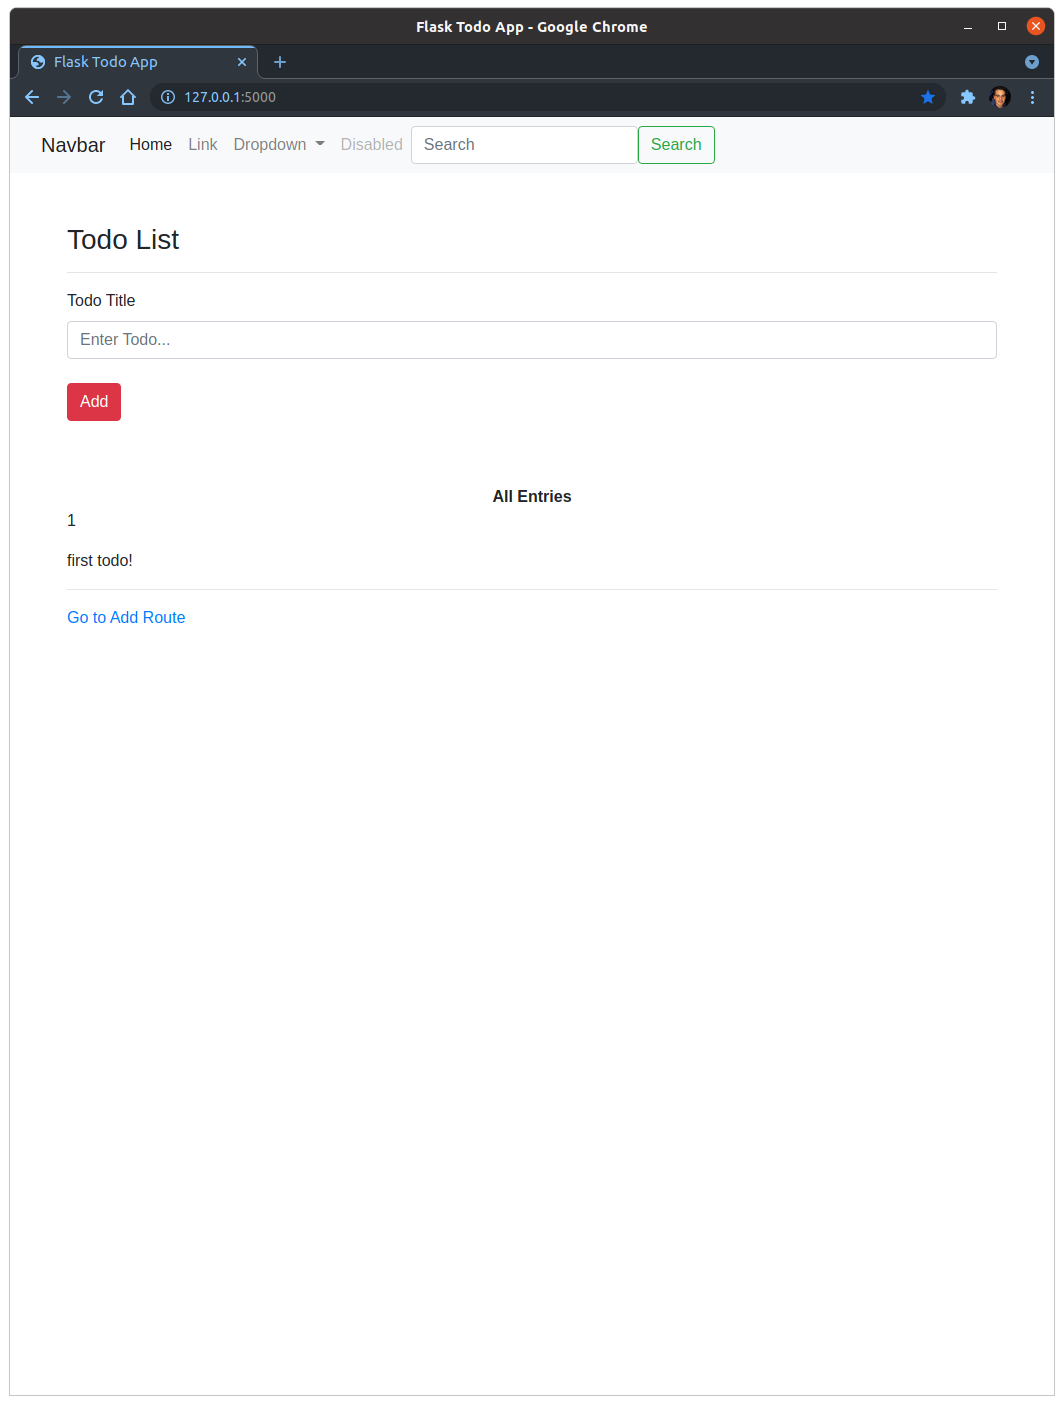 Flask Todo App - Google Chrome
Flask Todo App
127.0.0.1:5000
Navbar Home Link Dropdown Disabled Search Search
Todo List
Todo Title
Enter Todo...
Add
All Entries
1
first todo!
Go to Add Route